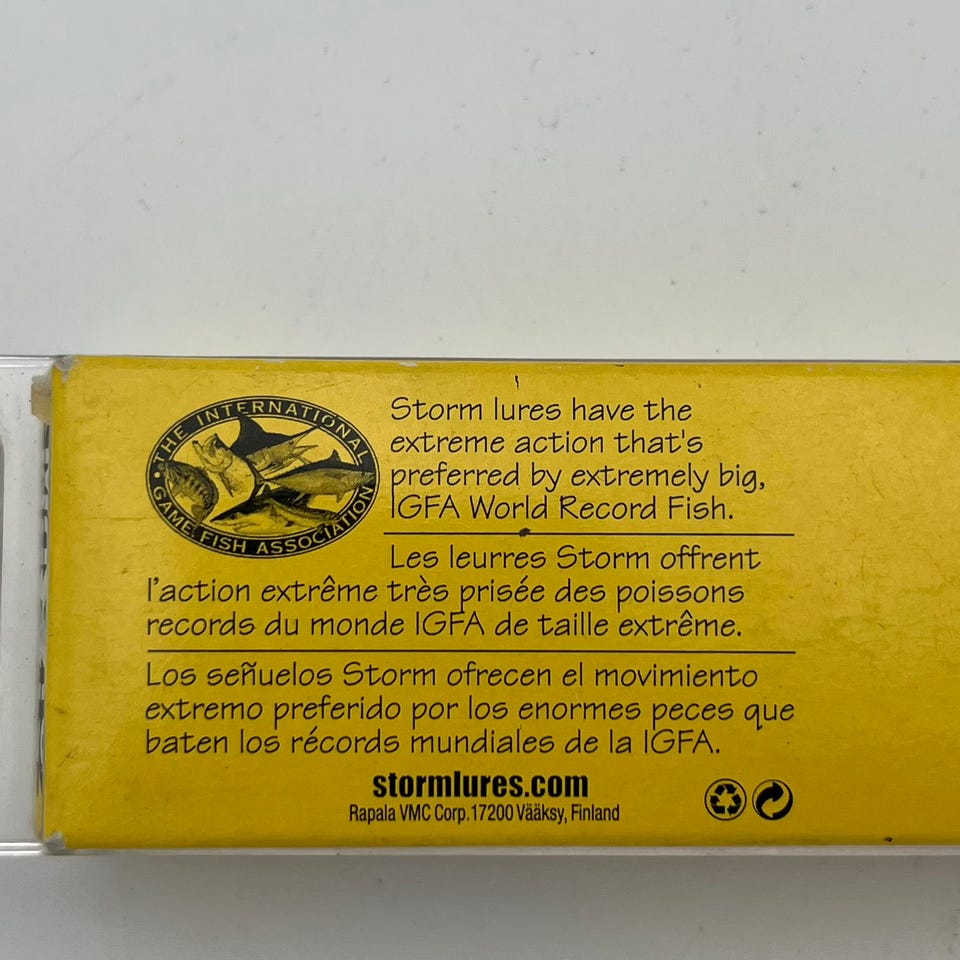 THE INTERNATIONAL
GAME FISH ASSOCIATION
Storm lures have the
extreme action that's
preferred by extremely big,
IGFA World Record Fish.
Les leurres Storm offrent
l'action extrême très prisée des poissons
records du monde IGFA de taille extrême.
Los señuelos Storm ofrecen el movimiento
extremo preferido por los enormes peces que
baten los récords mundiales de la IGFA.
stormlures.com
Rapala VMC Corp.17200 Vääksy, Finland